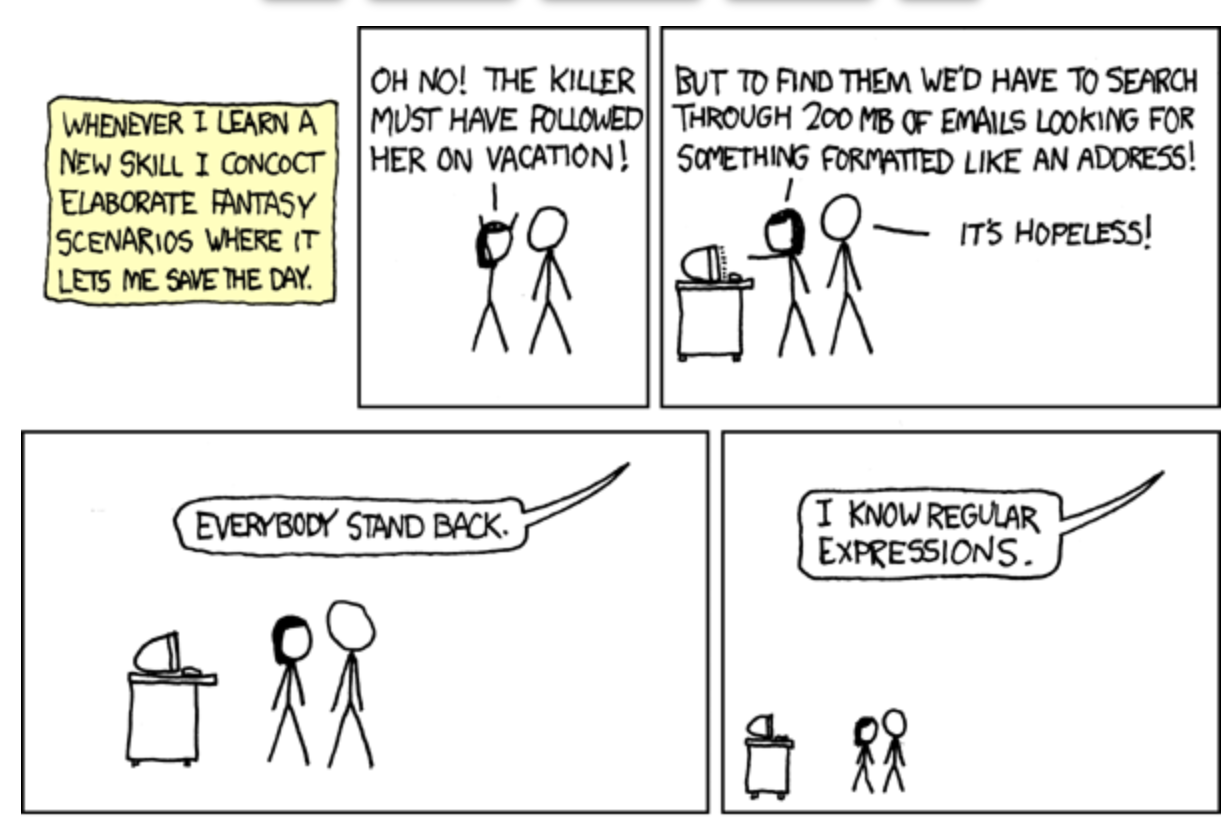 WHENEVER I LEARN A
NEW SKILL I CONCOCT
ELABORATE FANTASY
SCENARIOS WHERE IT
LETS ME SAVE THE DAY.
OH NO! THE KILLER
MUST HAVE FOLLOWED
HER ON VACATION!
BUT TO FIND THEM WE'D HAVE TO SEARCH
THROUGH 200 MB OF EMAILS LOOKING FOR
SOMETHING FORMATTED LIKE AN ADDRESS!
IT'S HOPELESS!
EVERYBODY STAND BACK.
I KNOW REGULAR
EXPRESSIONS.